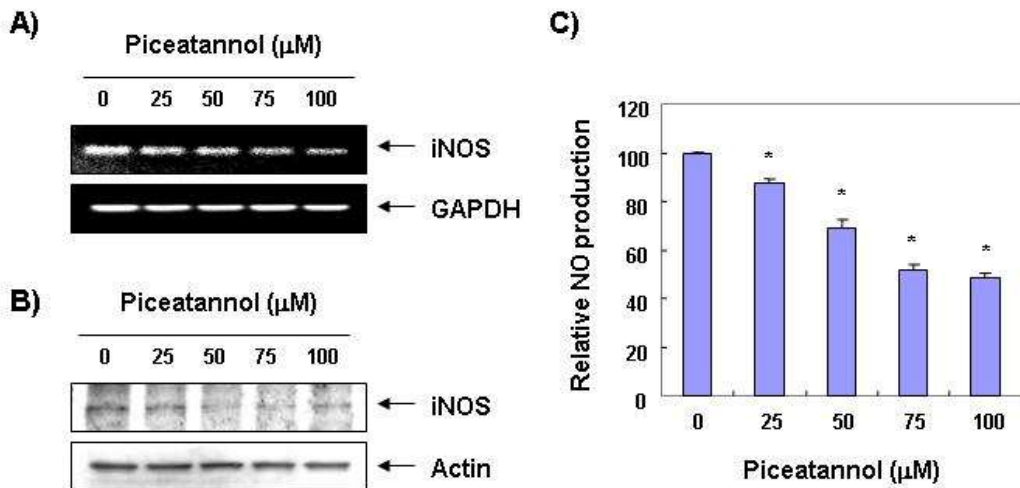 A)
Piceatannol (μM)
0 25 50 75 100
iNOS
GAPDH
B)
Piceatannol (μM)
0 25 50 75 100
iNOS
Actin
C)
Relative NO production
120
100
80
60
40
20
0
* * * *
0 25 50 75 100
Piceatannol (μM)